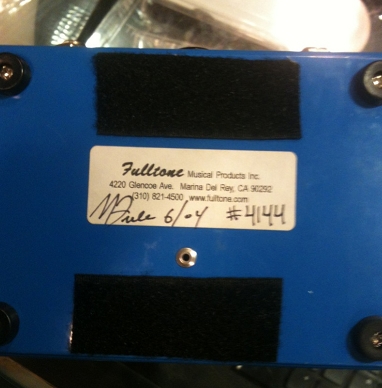 Fulltone Musical Products Inc.
4220 Glencoe Ave. Marina Del Rey, CA 90292
(310) 821-4500 www.fulltone.com
6/04 #4144